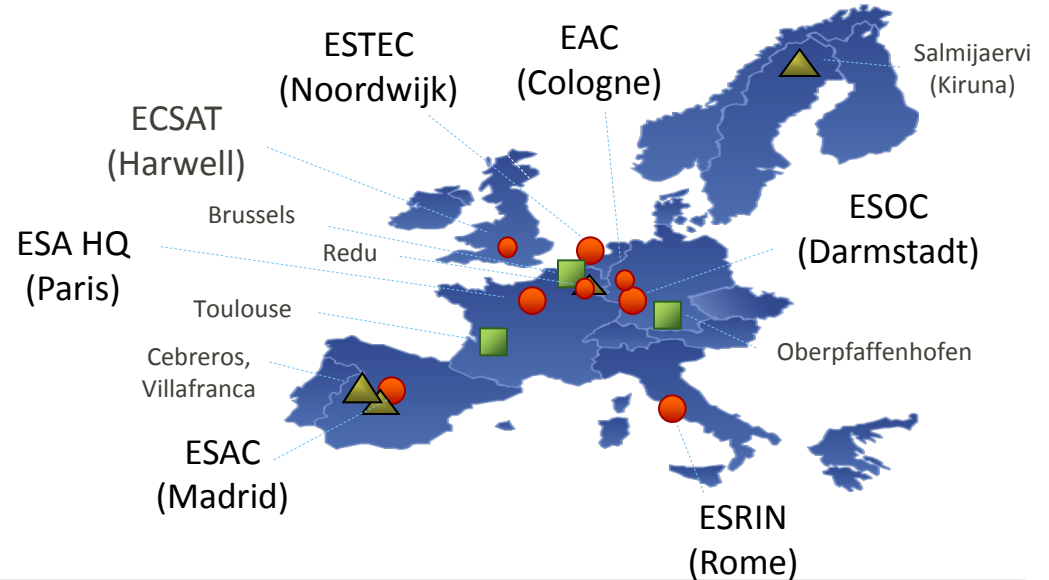 ESTEC
(Noordwijk)
EAC
(Cologne)
Salmijaervi
(Kiruna)
ECSAT
(Harwell)
Brussels
ESOC
(Darmstadt)
ESA HQ
(Paris)
Redu
Toulouse
Oberpfaffenhofen
Cebreros,
Villafranca
ESAC
(Madrid)
ESRIN
(Rome)